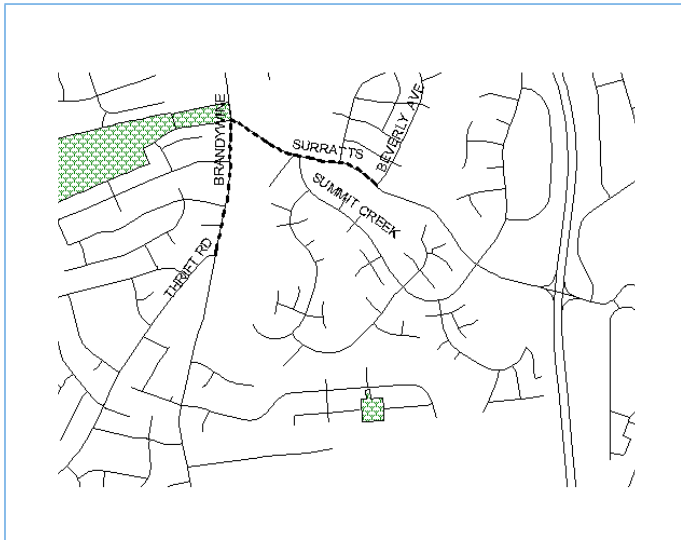 BRANDYWINE
SURRATTS
BEVERLY AVE
SUMMIT CREEK
THRIFT RD